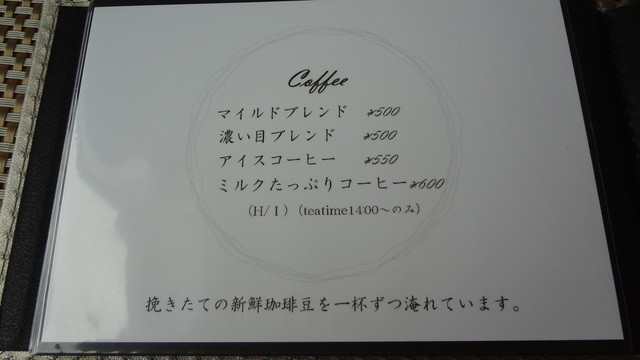 Coffee
マイルドブレンド ¥500
濃い目ブレンド ¥500
アイスコーヒー ¥550
ミルクたっぷりコーヒー¥600
(H/I) (teatime14:00~のみ)
挽きたての新鮮珈琲豆を一杯ずつ淹れています。